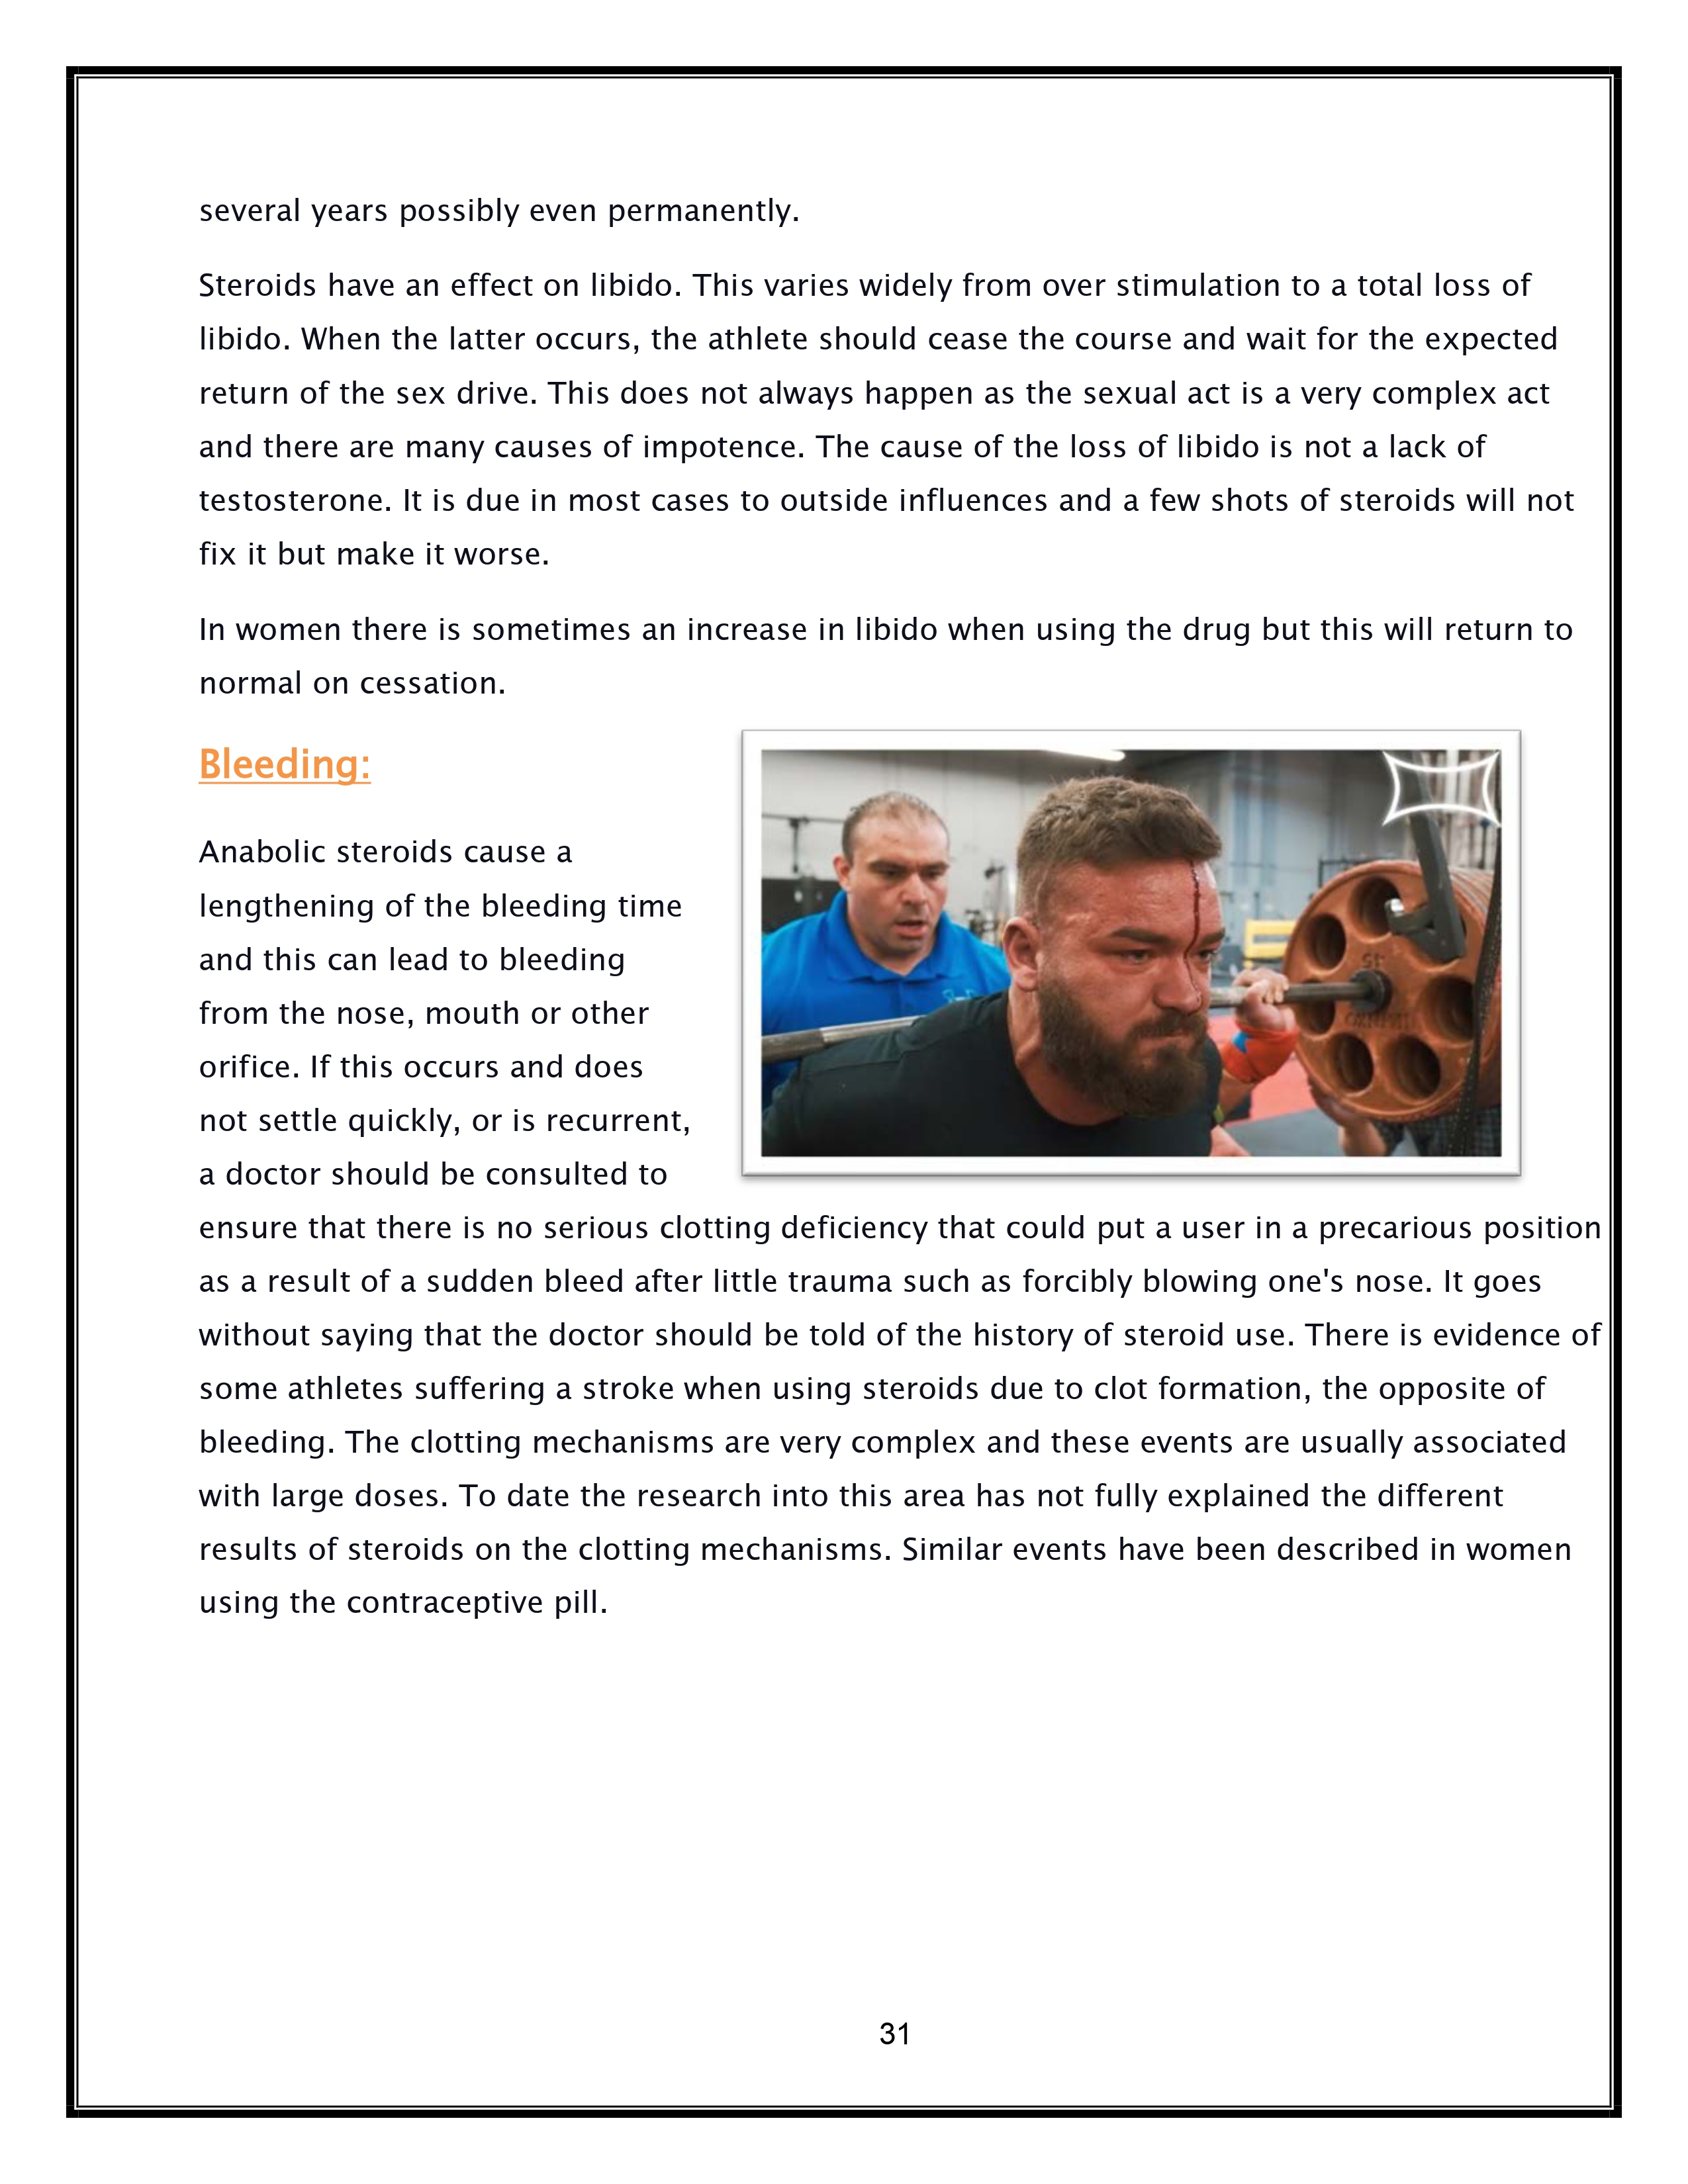 several years possibly even permanently.
Steroids have an effect on libido. This varies widely from over stimulation to a total loss of
libido. When the latter occurs, the athlete should cease the course and wait for the expected
return of the sex drive. This does not always happen as the sexual act is a very complex act
and there are many causes of impotence. The cause of the loss of libido is not a lack of
testosterone. It is due in most cases to outside influences and a few shots of steroids will not
fix it but make it worse.
In women there is sometimes an increase in libido when using the drug but this will return to
normal on cessation.
Bleeding:
Anabolic steroids cause a
lengthening of the bleeding time
and this can lead to bleeding
from the nose, mouth or other
orifice. If this occurs and does
not settle quickly, or is recurrent,
a doctor should be consulted to
ensure that there is no serious clotting deficiency that could put a user in a precarious position
as a result of a sudden bleed after little trauma such as forcibly blowing one's nose. It goes
without saying that the doctor should be told of the history of steroid use. There is evidence of
some athletes suffering a stroke when using steroids due to clot formation, the opposite of
bleeding. The clotting mechanisms are very complex and these events are usually associated
with large doses. To date the research into this area has not fully explained the different
results of steroids on the clotting mechanisms. Similar events have been described in women
using the contraceptive pill.
31